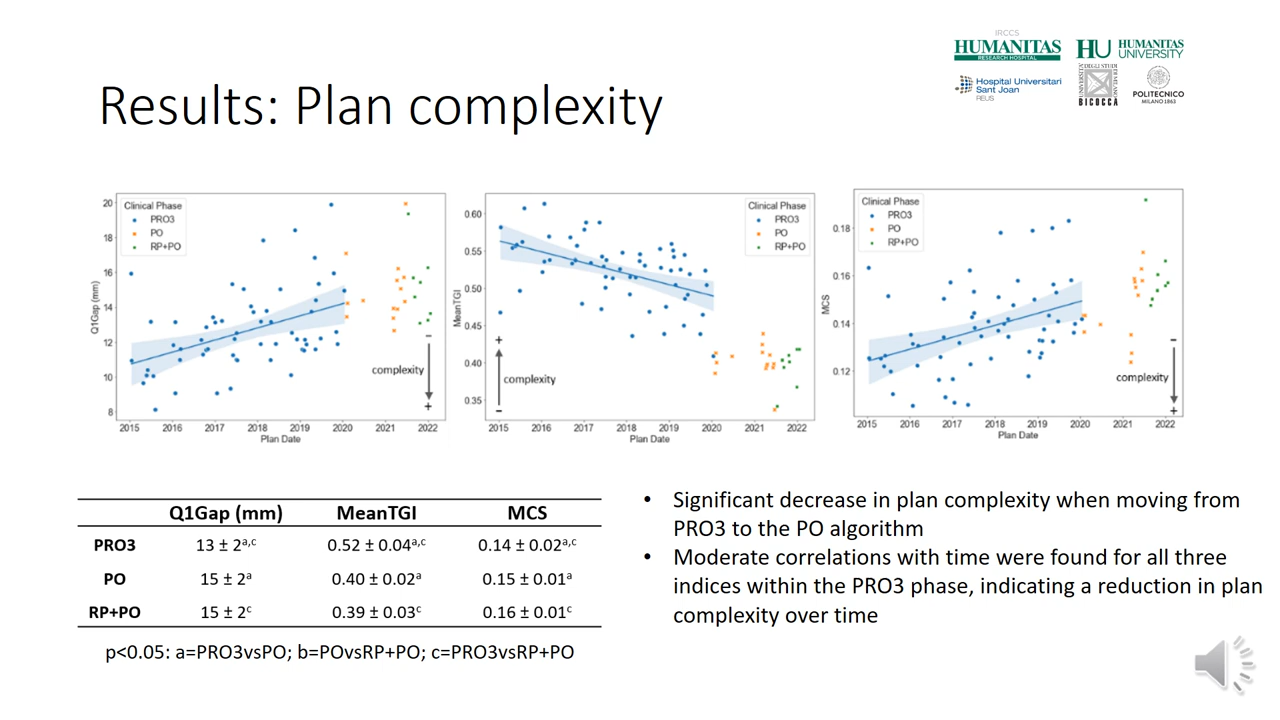 IRCCS
HUMANITAS
RESEARCH HOSPITAL
HU HUMANITAS
UNIVERSITY
Hospital Universitari
Sant Joan
REUS
BICOCCA
POLITECNICO
MILANO 1863
Results: Plan complexity
20
18
16
14
12
10
8
Q1Gap (mm)
Clinical Phase
PRO3
PO
RP+PO
−
complexity
+
2015 2016 2017 2018 2019 2020 2021 2022
Plan Date
0.60
0.55
0.50
0.45
0.40
0.35
MeanTGI
Clinical Phase
PRO3
PO
RP+PO
+
complexity
−
2015 2016 2017 2018 2019 2020 2021 2022
Plan Date
0.18
0.16
0.14
0.12
MCS
Clinical Phase
PRO3
PO
RP+PO
−
complexity
+
2015 2016 2017 2018 2019 2020 2021 2022
Plan Date
Q1Gap (mm) MeanTGI MCS
PRO3 13 ± 2a,c 0.52 ± 0.04a,c 0.14 ± 0.02a,c
PO 15 ± 2a 0.40 ± 0.02a 0.15 ± 0.01a
RP+PO 15 ± 2c 0.39 ± 0.03c 0.16 ± 0.01c
p<0.05: a=PRO3vsPO; b=POvsRP+PO; c=PRO3vsRP+PO
• Significant decrease in plan complexity when moving from
PRO3 to the PO algorithm
• Moderate correlations with time were found for all three
indices within the PRO3 phase, indicating a reduction in plan
complexity over time